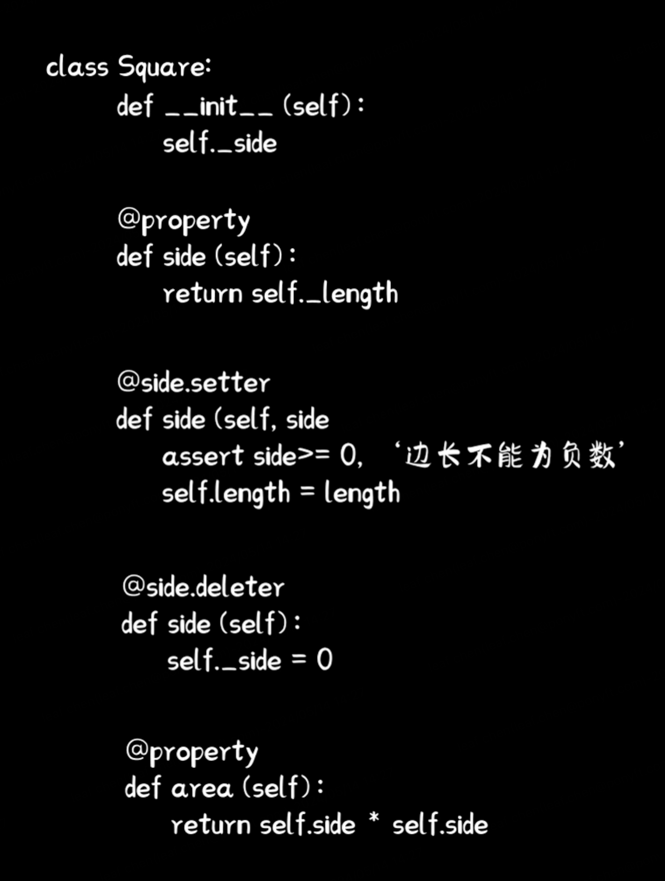 class Square:
def __init__ (self):
self._side
@property
def side (self):
return self._length
@side.setter
def side (self, side
assert side>= 0, ‘边长不能为负数’
self.length = length
@side.deleter
def side (self):
self._side = 0
@property
def area (self):
return self.side * self.side